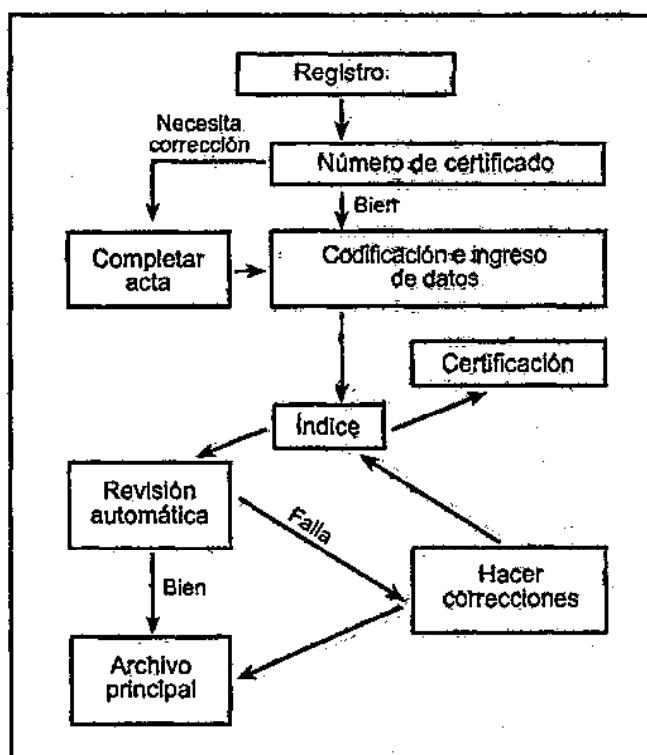 Registro
Necesita
corrección
Número de certificado
Bien
Completar
acta
Codificación e ingreso
de datos
Certificación
Índice
Revisión
automática
Falla
Bien
Hacer
correcciones
Archivo
principal